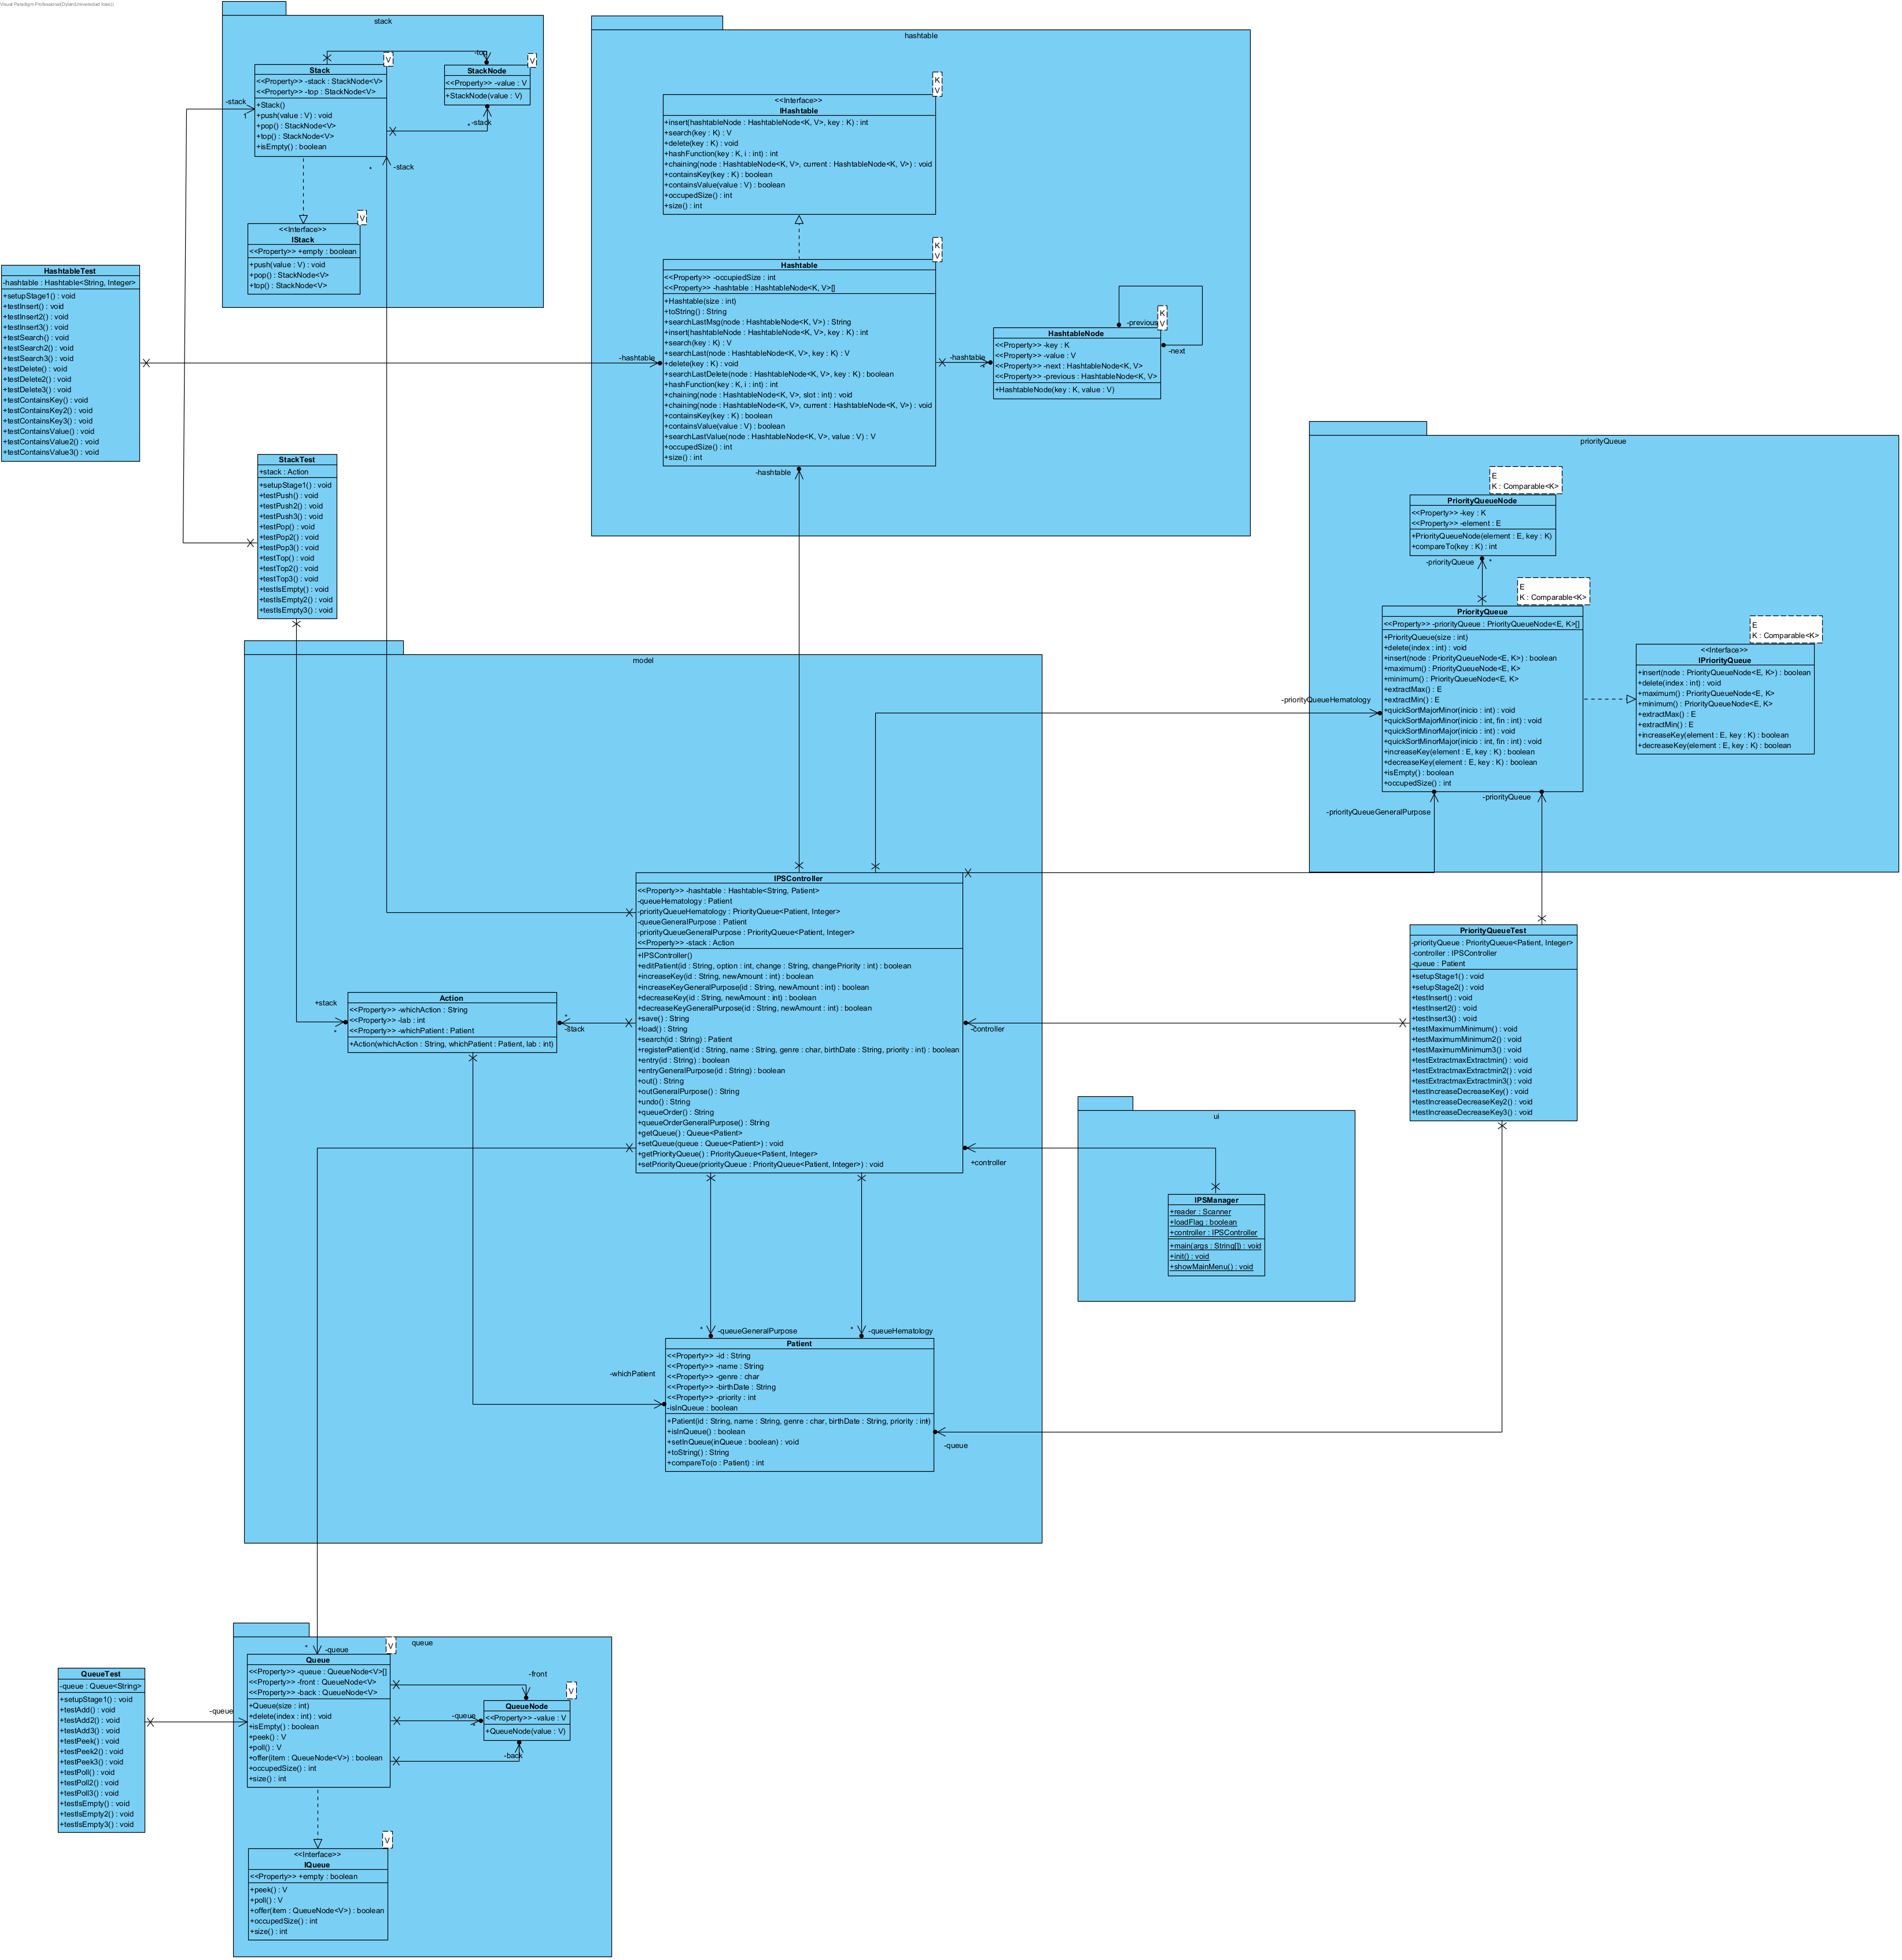 Visual Paradigm Professional(Dylan(Universidad Icesi))
stack
V
Stack
<<Property>> -stack : StackNode<V>
<<Property>> -top : StackNode<V>
+Stack()
+push(value : V) : void
+pop() : StackNode<V>
+top() : StackNode<V>
+isEmpty() : boolean
-top
V
StackNode
<<Property>> -value : V
+StackNode(value : V)
* -stack
-stack
1
*
-stack
V
<<Interface>>
IStack
<<Property>> +empty : boolean
+push(value : V) : void
+pop() : StackNode<V>
+top() : StackNode<V>
hashtable
K
V
<<Interface>>
IHashtable
+insert(hashtableNode : HashtableNode<K, V>, key : K) : int
+search(key : K) : V
+delete(key : K) : void
+hashFunction(key : K, i : int) : int
+chaining(node : HashtableNode<K, V>, current : HashtableNode<K, V>) : void
+containsKey(key : K) : boolean
+containsValue(value : V) : boolean
+occupedSize() : int
+size() : int
K
V
Hashtable
<<Property>> -occupiedSize : int
<<Property>> -hashtable : HashtableNode<K, V>[]
+Hashtable(size : int)
+toString() : String
+searchLastMsg(node : HashtableNode<K, V>) : String
+insert(hashtableNode : HashtableNode<K, V>, key : K) : int
+search(key : K) : V
+searchLast(node : HashtableNode<K, V>, key : K) : V
+delete(key : K) : void
+searchLastDelete(node : HashtableNode<K, V>, key : K) : boolean
+hashFunction(key : K, i : int) : int
+chaining(node : HashtableNode<K, V>, slot : int) : void
+chaining(node : HashtableNode<K, V>, current : HashtableNode<K, V>) : void
+containsKey(key : K) : boolean
+containsValue(value : V) : boolean
+searchLastValue(node : HashtableNode<K, V>, value : V) : V
+occupedSize() : int
+size() : int
-hashtable
*
-previous
K
V
HashtableNode
<<Property>> -key : K
<<Property>> -value : V
<<Property>> -next : HashtableNode<K, V>
<<Property>> -previous : HashtableNode<K, V>
+HashtableNode(key : K, value : V)
-next
-hashtable
-hashtable
HashtableTest
-hashtable : Hashtable<String, Integer>
+setupStage1() : void
+testInsert() : void
+testInsert2() : void
+testInsert3() : void
+testSearch() : void
+testSearch2() : void
+testSearch3() : void
+testDelete() : void
+testDelete2() : void
+testDelete3() : void
+testContainsKey() : void
+testContainsKey2() : void
+testContainsKey3() : void
+testContainsValue() : void
+testContainsValue2() : void
+testContainsValue3() : void
StackTest
+stack : Action
+setupStage1() : void
+testPush() : void
+testPush2() : void
+testPush3() : void
+testPop() : void
+testPop2() : void
+testPop3() : void
+testTop() : void
+testTop2() : void
+testTop3() : void
+testIsEmpty() : void
+testIsEmpty2() : void
+testIsEmpty3() : void
priorityQueue
E
K : Comparable<K>
PriorityQueueNode
<<Property>> -key : K
<<Property>> -element : E
+PriorityQueueNode(element : E, key : K)
+compareTo(key : K) : int
-priorityQueue *
E
K : Comparable<K>
PriorityQueue
<<Property>> -priorityQueue : PriorityQueueNode<E, K>[]
+PriorityQueue(size : int)
+delete(index : int) : void
+insert(node : PriorityQueueNode<E, K>) : boolean
+maximum() : PriorityQueueNode<E, K>
+minimum() : PriorityQueueNode<E, K>
+extractMax() : E
+extractMin() : E
+quickSortMajorMinor(inicio : int) : void
+quickSortMajorMinor(inicio : int, fin : int) : void
+quickSortMinorMajor(inicio : int) : void
+quickSortMinorMajor(inicio : int, fin : int) : void
+increaseKey(element : E, key : K) : boolean
+decreaseKey(element : E, key : K) : boolean
+isEmpty() : boolean
+occupedSize() : int
E
K : Comparable<K>
<<Interface>>
IPriorityQueue
+insert(node : PriorityQueueNode<E, K>) : boolean
+delete(index : int) : void
+maximum() : PriorityQueueNode<E, K>
+minimum() : PriorityQueueNode<E, K>
+extractMax() : E
+extractMin() : E
+increaseKey(element : E, key : K) : boolean
+decreaseKey(element : E, key : K) : boolean
-priorityQueueHematology
-priorityQueue
-priorityQueueGeneralPurpose
model
IPSController
<<Property>> -hashtable : Hashtable<String, Patient>
-queueHematology : Patient
-priorityQueueHematology : PriorityQueue<Patient, Integer>
-queueGeneralPurpose : Patient
-priorityQueueGeneralPurpose : PriorityQueue<Patient, Integer>
<<Property>> -stack : Action
+IPSController()
+editPatient(id : String, option : int, change : String, changePriority : int) : boolean
+increaseKey(id : String, newAmount : int) : boolean
+increaseKeyGeneralPurpose(id : String, newAmount : int) : boolean
+decreaseKey(id : String, newAmount : int) : boolean
+decreaseKeyGeneralPurpose(id : String, newAmount : int) : boolean
+save() : String
+load() : String
+search(id : String) : Patient
+registerPatient(id : String, name : String, genre : char, birthDate : String, priority : int) : boolean
+entry(id : String) : boolean
+entryGeneralPurpose(id : String) : boolean
+out() : String
+outGeneralPurpose() : String
+undo() : String
+queueOrder() : String
+queueOrderGeneralPurpose() : String
+getQueue() : Queue<Patient>
+setQueue(queue : Queue<Patient>) : void
+getPriorityQueue() : PriorityQueue<Patient, Integer>
+setPriorityQueue(priorityQueue : PriorityQueue<Patient, Integer>) : void
+stack
*
Action
<<Property>> -whichAction : String
<<Property>> -lab : int
<<Property>> -whichPatient : Patient
+Action(whichAction : String, whichPatient : Patient, lab : int)
*
-stack
-controller
PriorityQueueTest
-priorityQueue : PriorityQueue<Patient, Integer>
-controller : IPSController
-queue : Patient
+setupStage1() : void
+setupStage2() : void
+testInsert() : void
+testInsert2() : void
+testInsert3() : void
+testMaximumMinimum() : void
+testMaximumMinimum2() : void
+testMaximumMinimum3() : void
+testExtractmaxExtractmin() : void
+testExtractmaxExtractmin2() : void
+testExtractmaxExtractmin3() : void
+testIncreaseDecreaseKey() : void
+testIncreaseDecreaseKey2() : void
+testIncreaseDecreaseKey3() : void
ui
+controller
IPSManager
+reader : Scanner
+loadFlag : boolean
+controller : IPSController
+main(args : String[]) : void
+init() : void
+showMainMenu() : void
* -queueGeneralPurpose
* -queueHematology
-whichPatient
Patient
<<Property>> -id : String
<<Property>> -name : String
<<Property>> -genre : char
<<Property>> -birthDate : String
<<Property>> -priority : int
-isInQueue : boolean
+Patient(id : String, name : String, genre : char, birthDate : String, priority : int)
+isInQueue() : boolean
+setInQueue(inQueue : boolean) : void
+toString() : String
+compareTo(o : Patient) : int
-queue
queue
* -queue
V
Queue
<<Property>> -queue : QueueNode<V>[]
<<Property>> -front : QueueNode<V>
<<Property>> -back : QueueNode<V>
+Queue(size : int)
+delete(index : int) : void
+isEmpty() : boolean
+peek() : V
+poll() : V
+offer(item : QueueNode<V>) : boolean
+occupedSize() : int
+size() : int
-front
V
QueueNode
<<Property>> -value : V
+QueueNode(value : V)
-queue
*
-back
QueueTest
-queue : Queue<String>
+setupStage1() : void
+testAdd() : void
+testAdd2() : void
+testAdd3() : void
+testPeek() : void
+testPeek2() : void
+testPeek3() : void
+testPoll() : void
+testPoll2() : void
+testPoll3() : void
+testIsEmpty() : void
+testIsEmpty2() : void
+testIsEmpty3() : void
-queue
V
<<Interface>>
IQueue
<<Property>> +empty : boolean
+peek() : V
+poll() : V
+offer(item : QueueNode<V>) : boolean
+occupedSize() : int
+size() : int